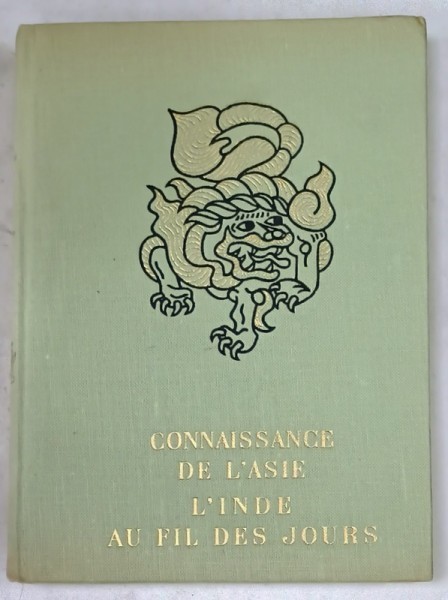 CONNAISSANCE
DE L'ASIE
L'INDE
AU FIL DES JOURS